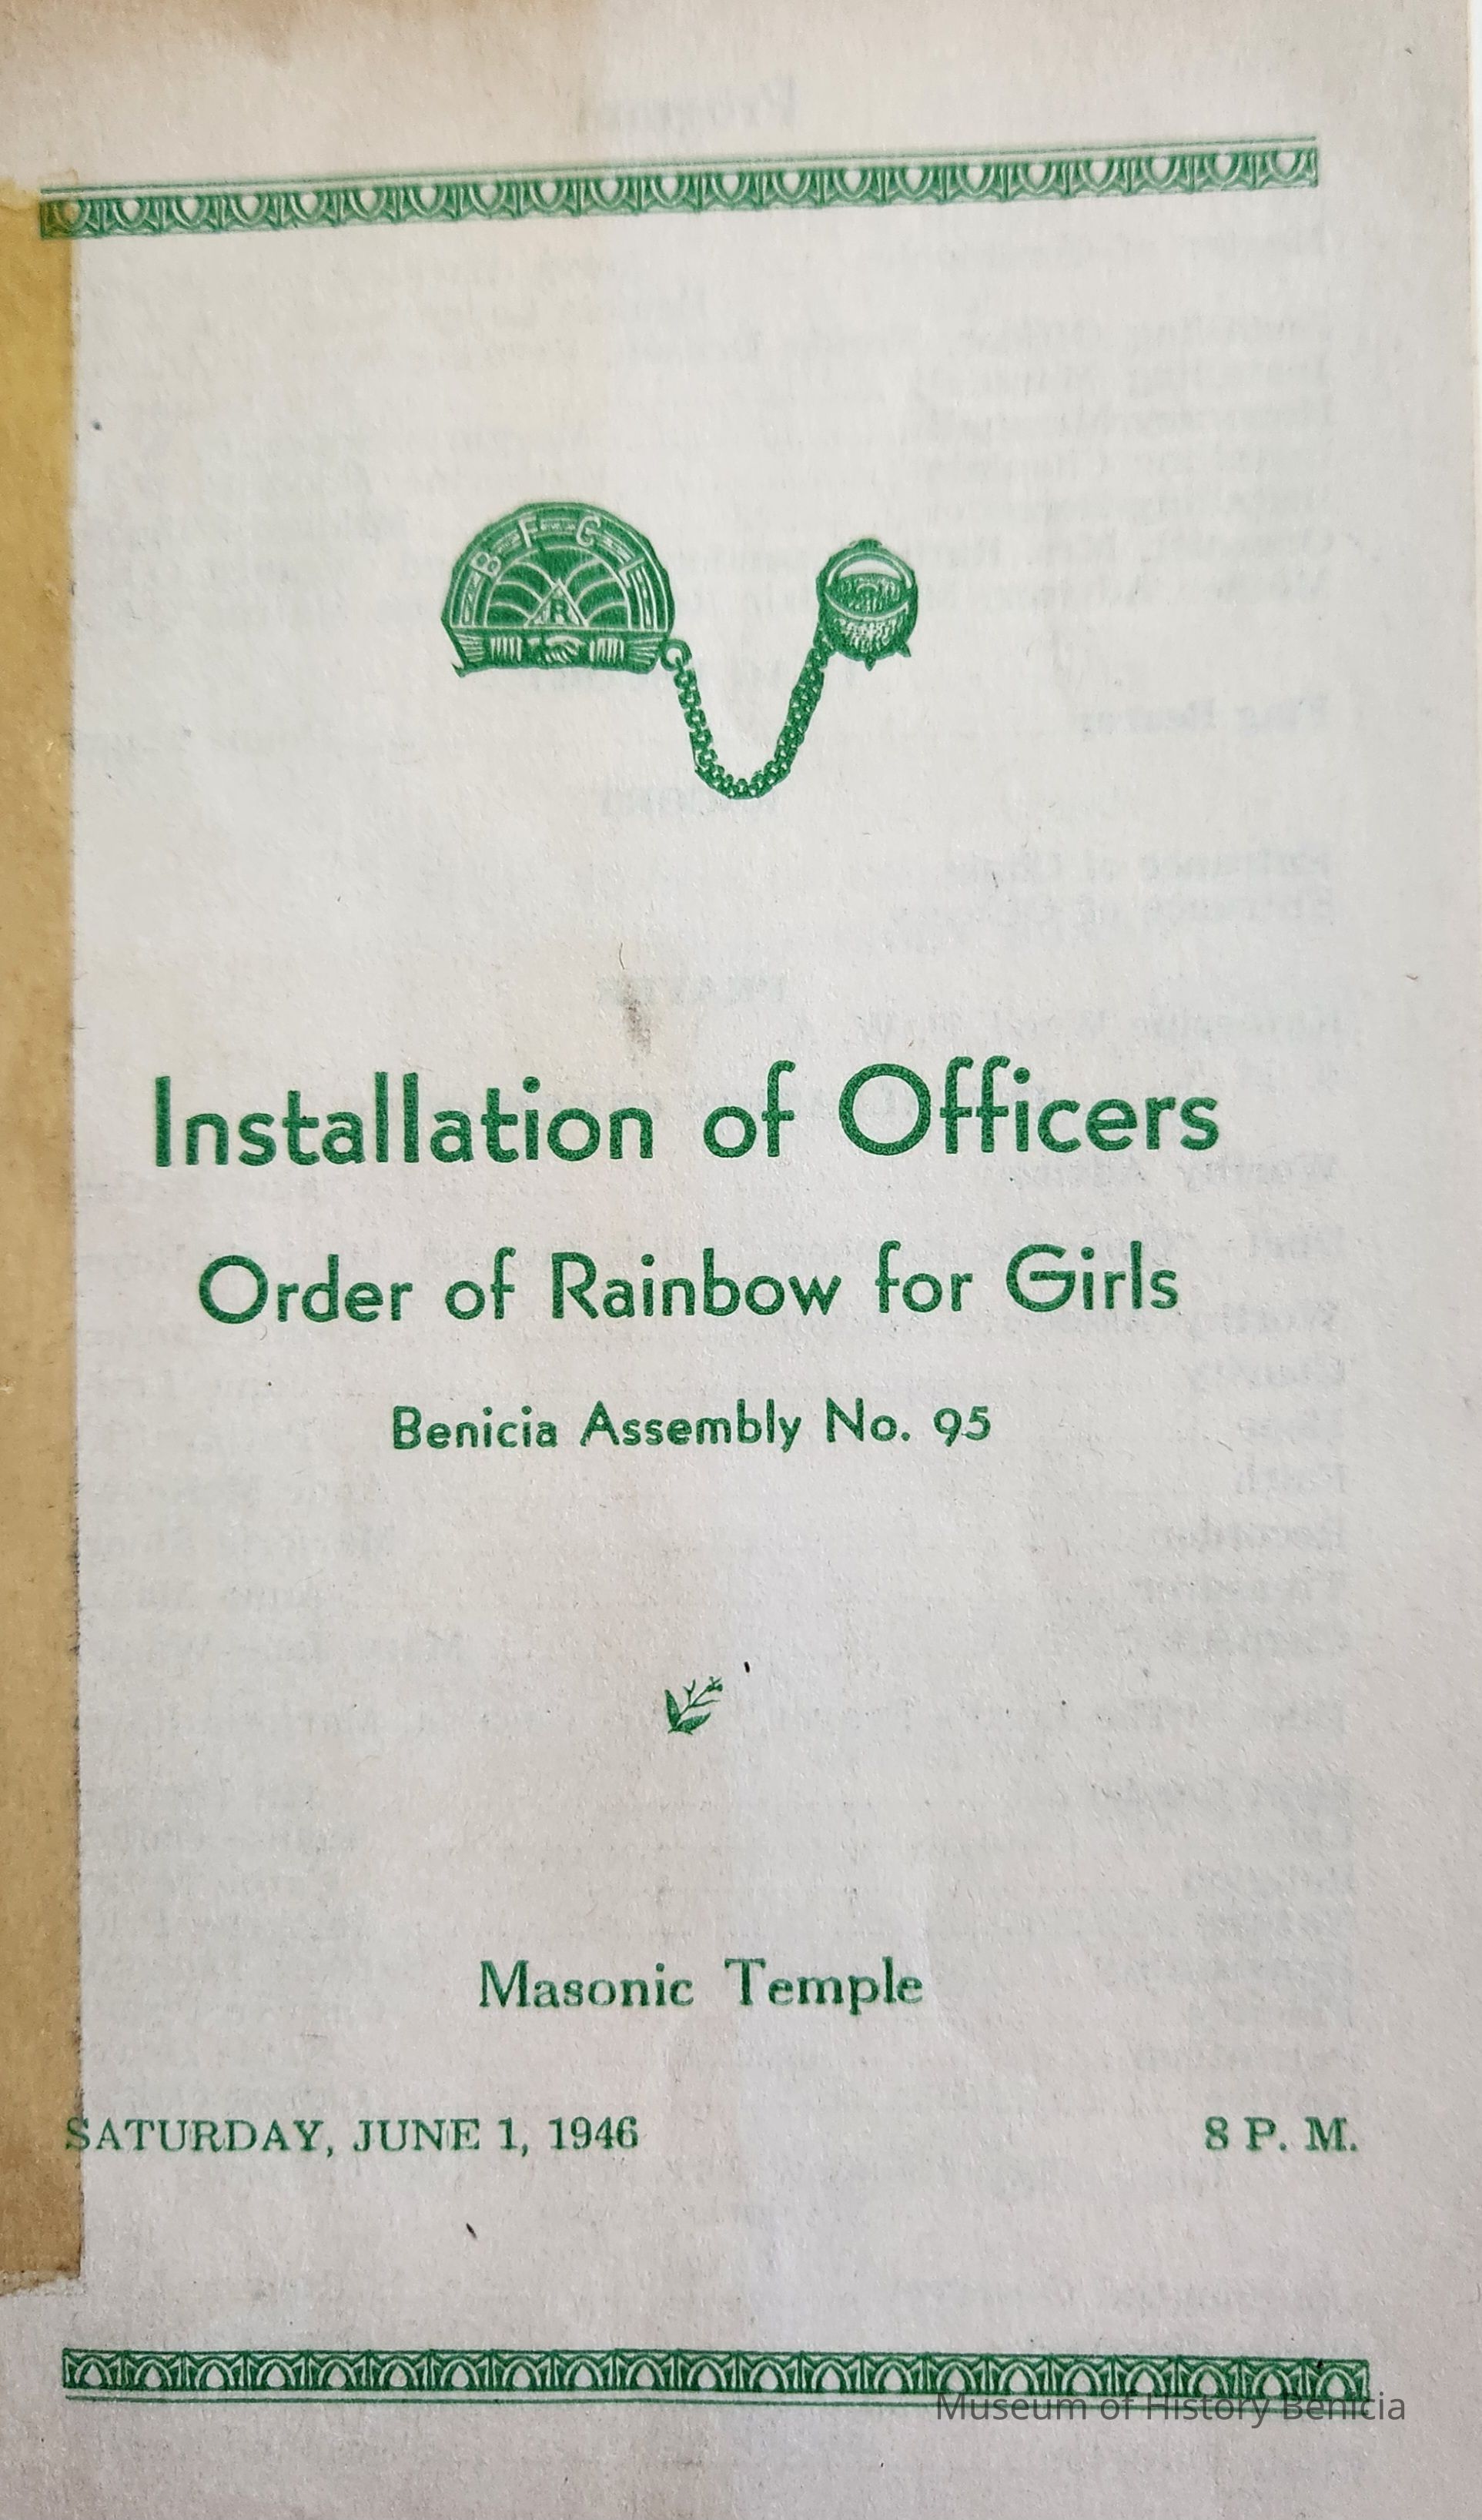 B F C L
R
Installation of Officers
Order of Rainbow for Girls
Benicia Assembly No. 95
Masonic Temple
SATURDAY, JUNE 1, 1946 8 P. M.
Museum of History Benicia